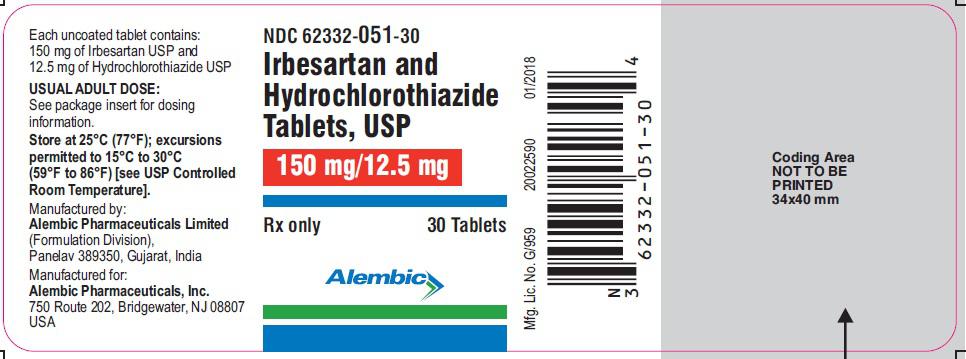 Each uncoated tablet contains:
150 mg of Irbesartan USP and
12.5 mg of Hydrochlorothiazide USP
USUAL ADULT DOSE:
See package insert for dosing
information.
Store at 25°C (77°F); excursions
permitted to 15°C to 30°C
(59°F to 86°F) [see USP Controlled
Room Temperature].
Manufactured by:
Alembic Pharmaceuticals Limited
(Formulation Division),
Panelav 389350, Gujarat, India
Manufactured for:
Alembic Pharmaceuticals, Inc.
750 Route 202, Bridgewater, NJ 08807
USA
NDC 62332-051-30
Irbesartan and
Hydrochlorothiazide
Tablets, USP
150 mg/12.5 mg
Rx only 30 Tablets
Alembic
Mfg. Lic. No. G/959 20022590 01/2018
N
3 62332-051-30 4
Coding Area
NOT TO BE
PRINTED
34x40 mm